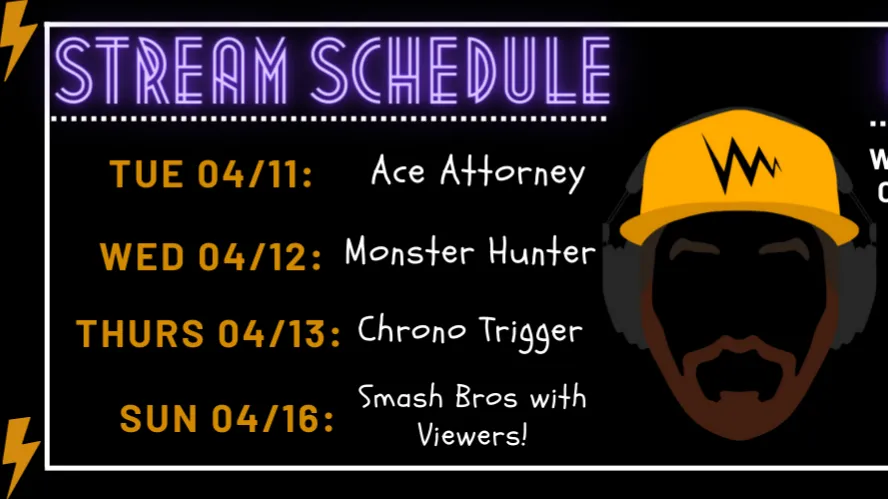 STREAM SCHEDULE
TUE 04/11: Ace Attorney
WED 04/12: Monster Hunter
THURS 04/13: Chrono Trigger
SUN 04/16: Smash Bros with
Viewers!